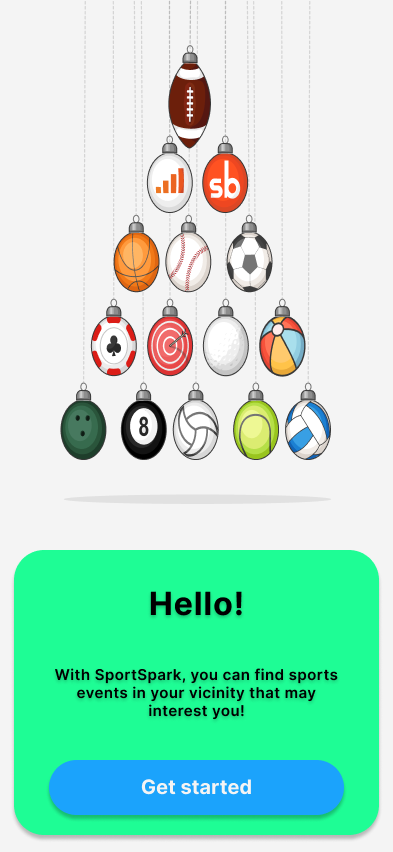 sb
8
Hello!
With SportSpark, you can find sports
events in your vicinity that may
interest you!
Get started